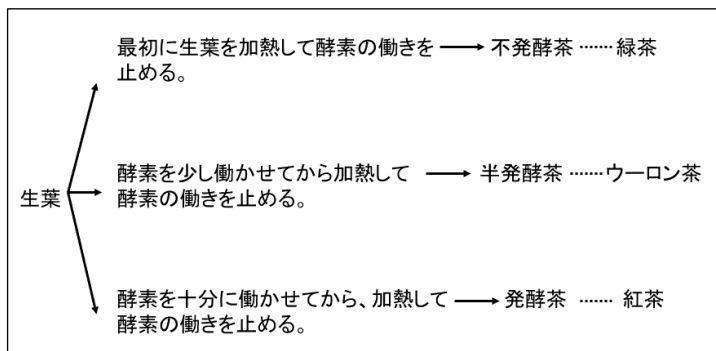 最初に生葉を加熱して酵素の働きを
止める。
不発酵茶 ……緑茶
生葉
酵素を少し働かせてから加熱して
酵素の働きを止める。
半発酵茶 ……ウーロン茶
酵素を十分に働かせてから、加熱して
酵素の働きを止める。
発酵茶 …… 紅茶